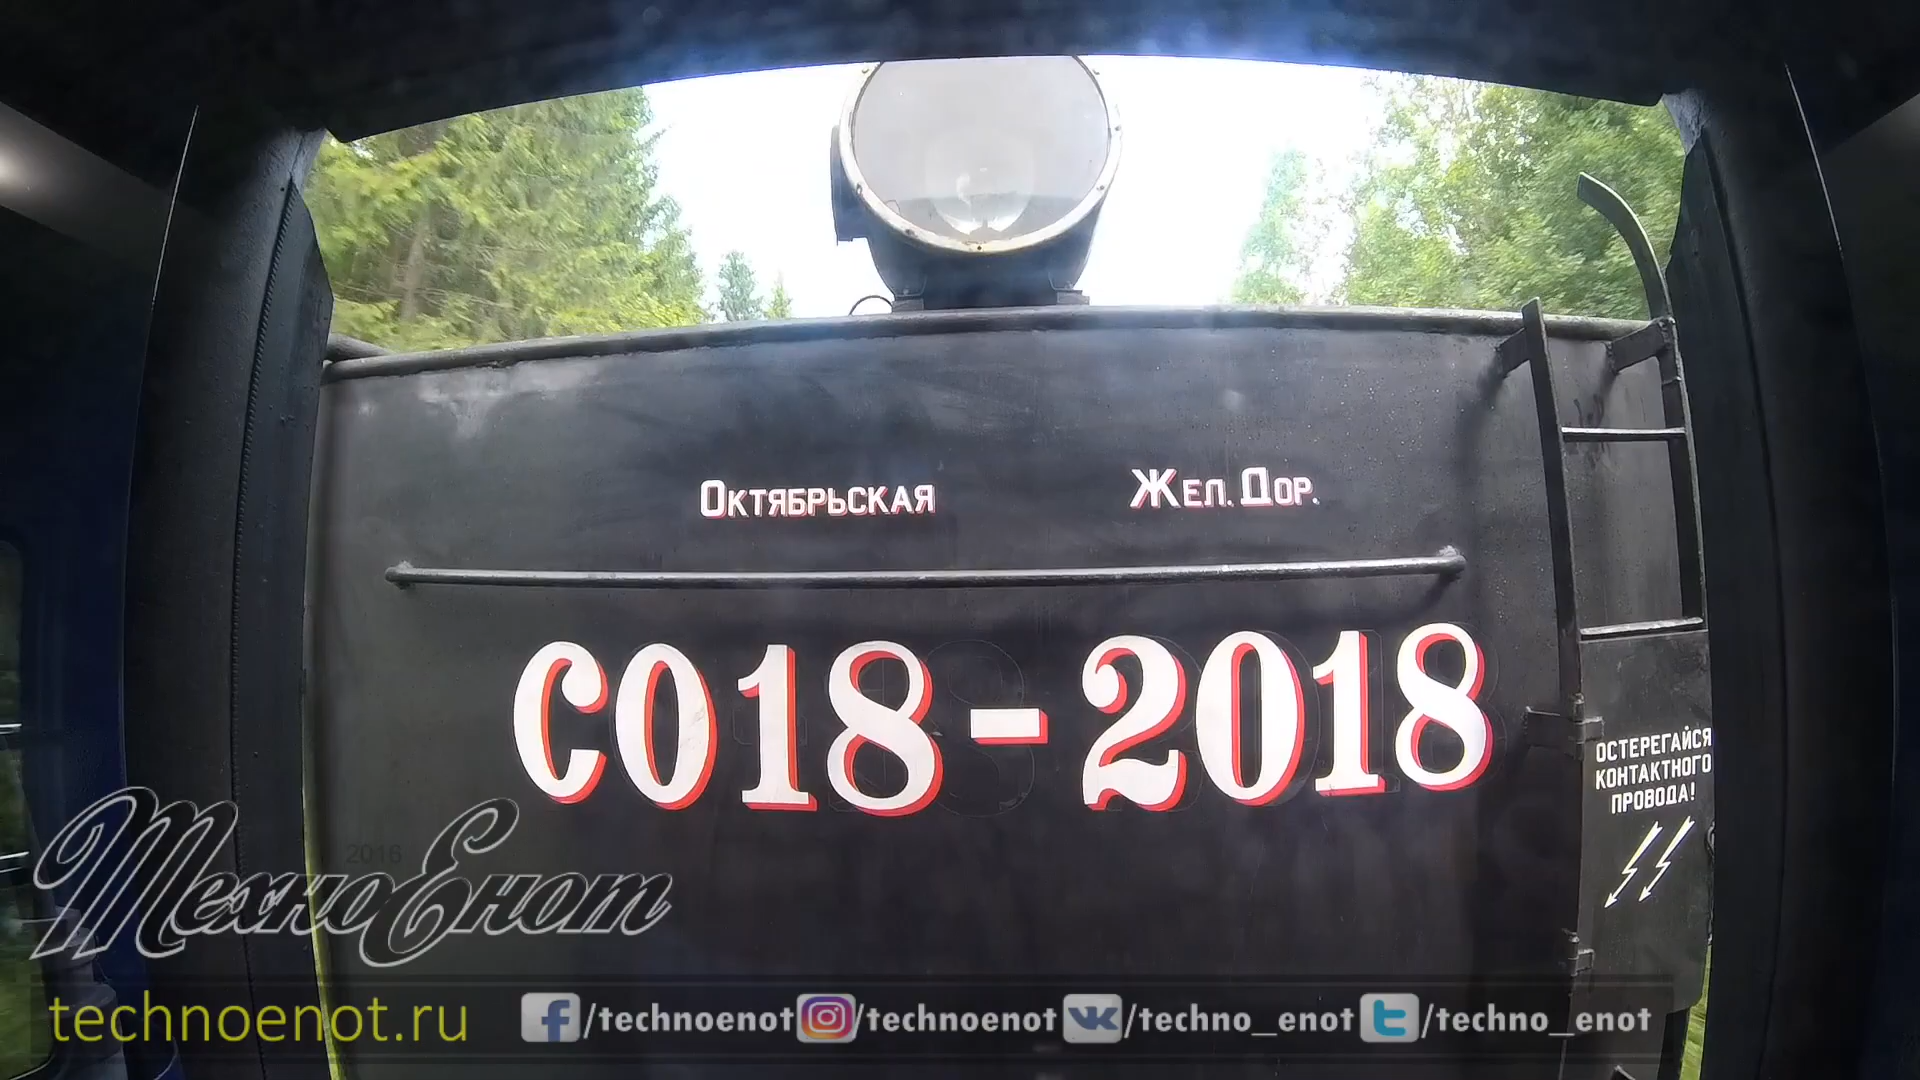 Октябрьская Жел. Дор.
СО18-2018
ОСТЕРЕГАЙСЯ
КОНТАКТНОГО
ПРОВОДА!
2016
ТехноЕнот
technoenot.ru /technoenot /technoenot /techno_enot /techno_enot